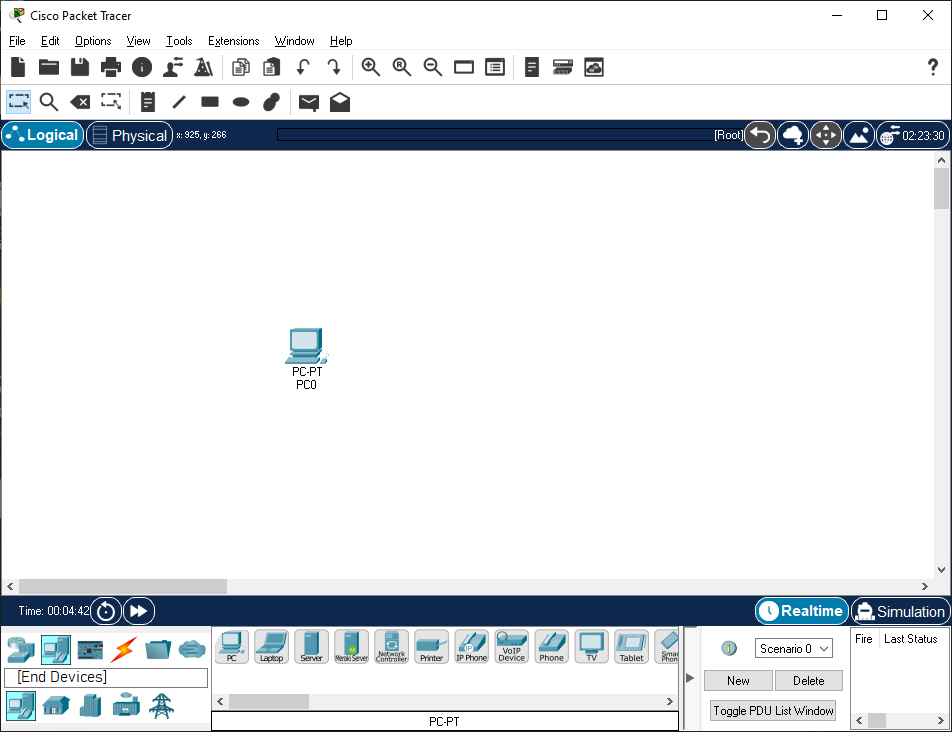 Cisco Packet Tracer
File Edit Options View Tools Extensions Window Help
?
Logical Physical x: 925, y: 266 [Root] 02:23:30
PC-PT
PC0
Time: 00:04:42 Realtime Simulation
PC Laptop Server Meraki Server Network Controller Printer IP Phone VoIP Device Phone TV Tablet Smart Phone
[End Devices]
PC-PT
Scenario 0
New Delete
Toggle PDU List Window
Fire Last Status